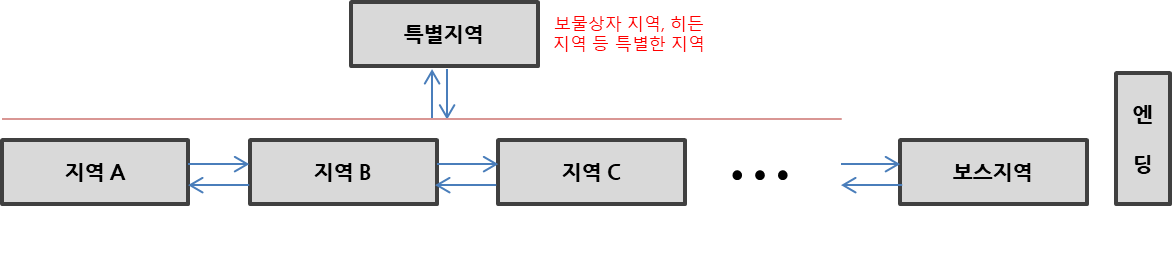 특별지역
보물상자 지역, 히든
지역 등 특별한 지역
지역 A
지역 B
지역 C
• • •
보스지역
엔
딩